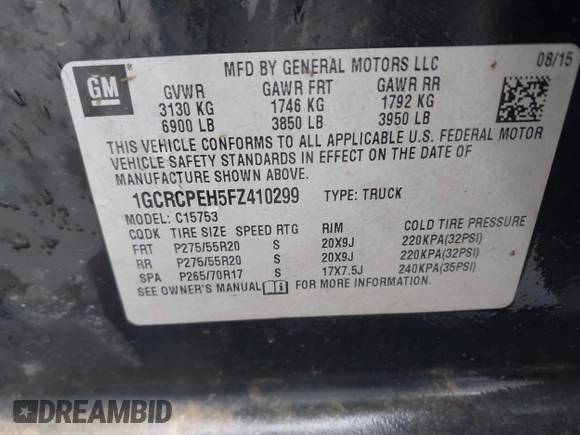 GM
MFD BY GENERAL MOTORS LLC 08/15
GVWR GAWR FRT GAWR RR
3130 KG 1746 KG 1792 KG
6900 LB 3850 LB 3950 LB
THIS VEHICLE CONFORMS TO ALL APPLICABLE U.S. FEDERAL MOTOR
VEHICLE SAFETY STANDARDS IN EFFECT ON THE DATE OF
MANUFACTURE SHOWN ABOVE.
1GCRCPEH5FZ410299 TYPE: TRUCK
MODEL: C15753
CQDK TIRE SIZE SPEED RTG RIM COLD TIRE PRESSURE
FRT P275/55R20 S 20X9J 220KPA(32PSI)
RR P275/55R20 S 20X9J 220KPA(32PSI)
SPA P265/70R17 S 17X7.5J 240KPA(35PSI)
SEE OWNER'S MANUAL FOR MORE INFORMATION.
DREAMBID